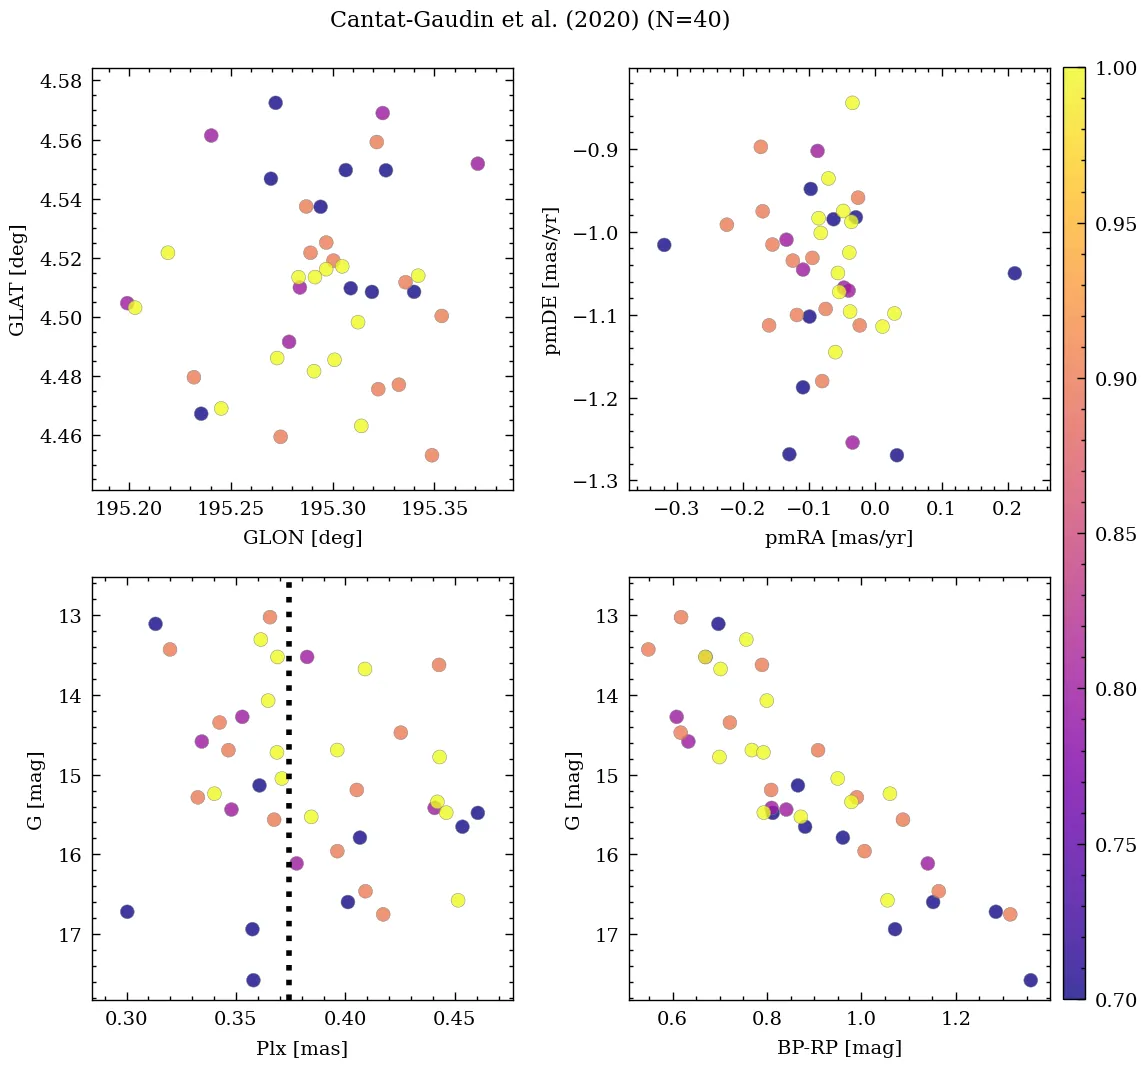 Cantat-Gaudin et al. (2020) (N=40)
4.58
4.56
4.54
4.52
4.50
4.48
4.46
GLAT [deg]
195.20 195.25 195.30 195.35
GLON [deg]
−0.9
−1.0
−1.1
−1.2
−1.3
pmDE [mas/yr]
−0.3 −0.2 −0.1 0.0 0.1 0.2
pmRA [mas/yr]
13
14
15
16
17
G [mag]
0.30 0.35 0.40 0.45
Plx [mas]
13
14
15
16
17
G [mag]
0.6 0.8 1.0 1.2
BP-RP [mag]
1.00
0.95
0.90
0.85
0.80
0.75
0.70